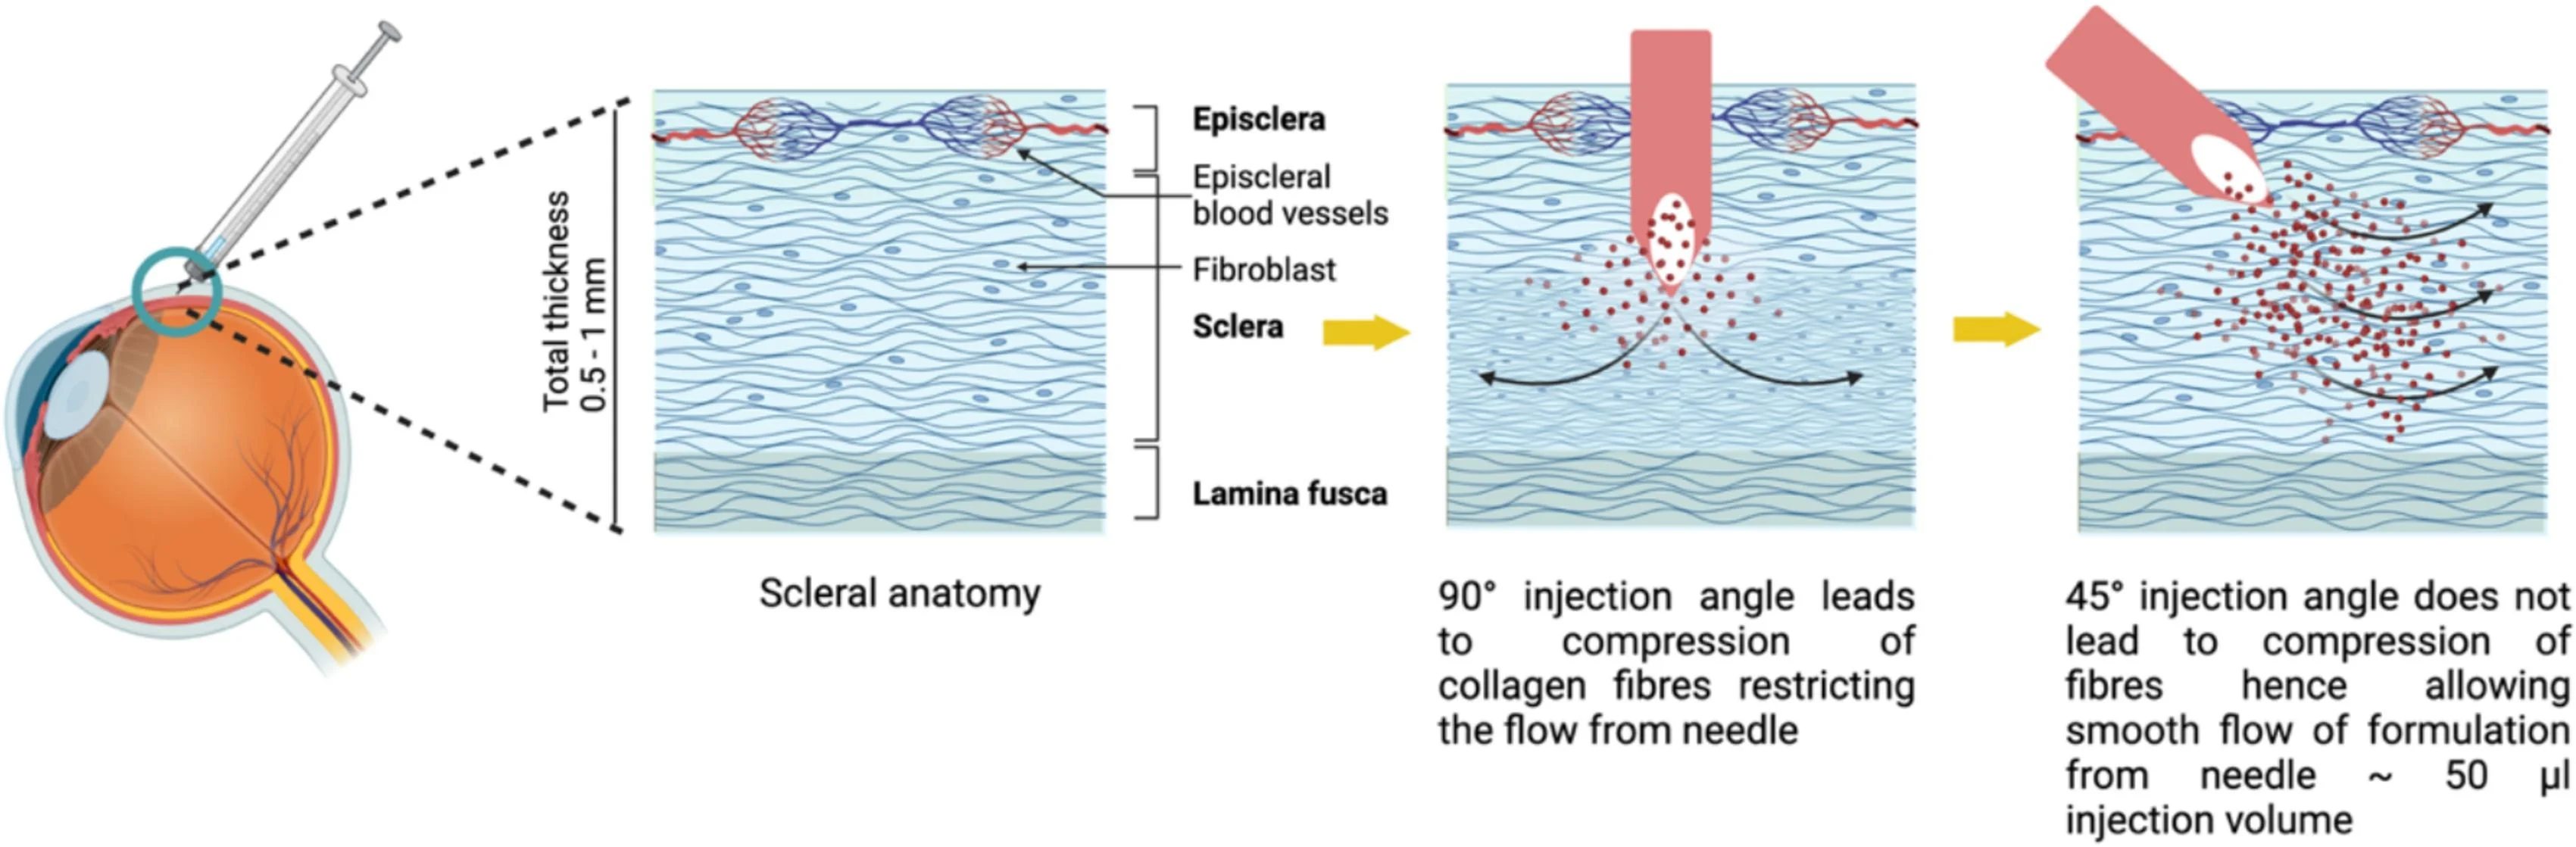 Total thickness
0.5 - 1 mm
Episclera
Episcleral
blood vessels
Fibroblast
Sclera
Lamina fusca
Scleral anatomy
90° injection angle leads
to compression of
collagen fibres restricting
the flow from needle
45° injection angle does not
lead to compression of
fibres hence allowing
smooth flow of formulation
from needle ~ 50 µl
injection volume